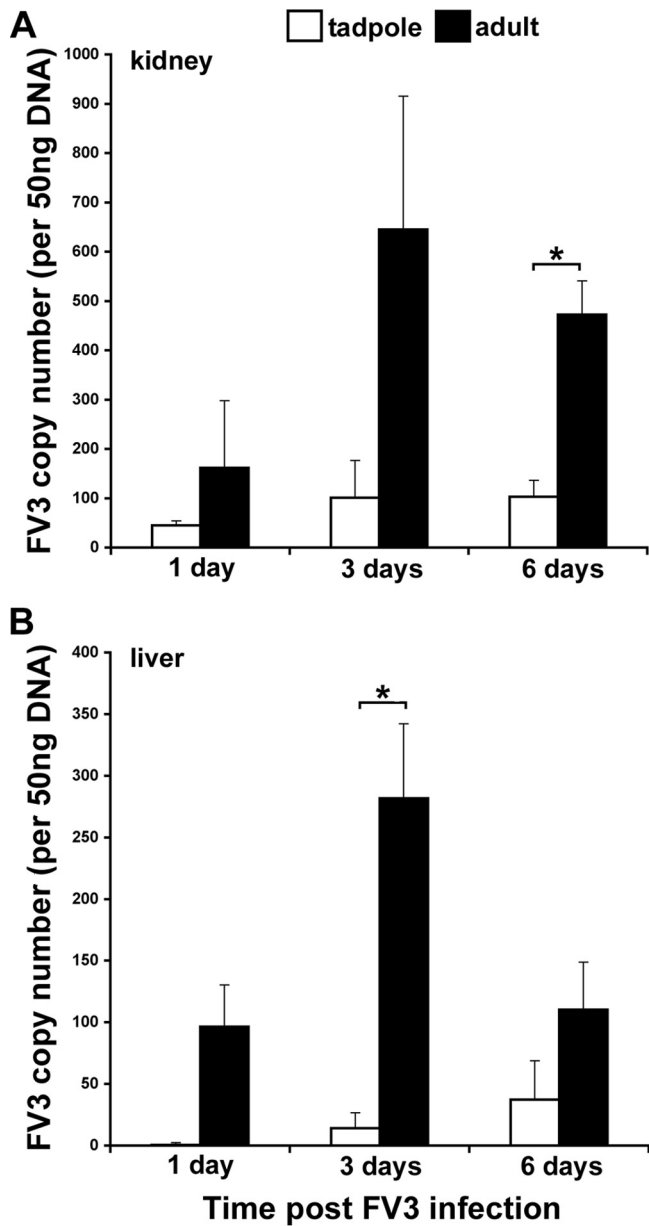 A
tadpole adult
kidney
FV3 copy number (per 50ng DNA)
1000
900
800
700
600
500
400
300
200
100
0
*
1 day 3 days 6 days
B
liver
FV3 copy number (per 50ng DNA)
400
350
300
250
200
150
100
50
0
*
1 day 3 days 6 days
Time post FV3 infection